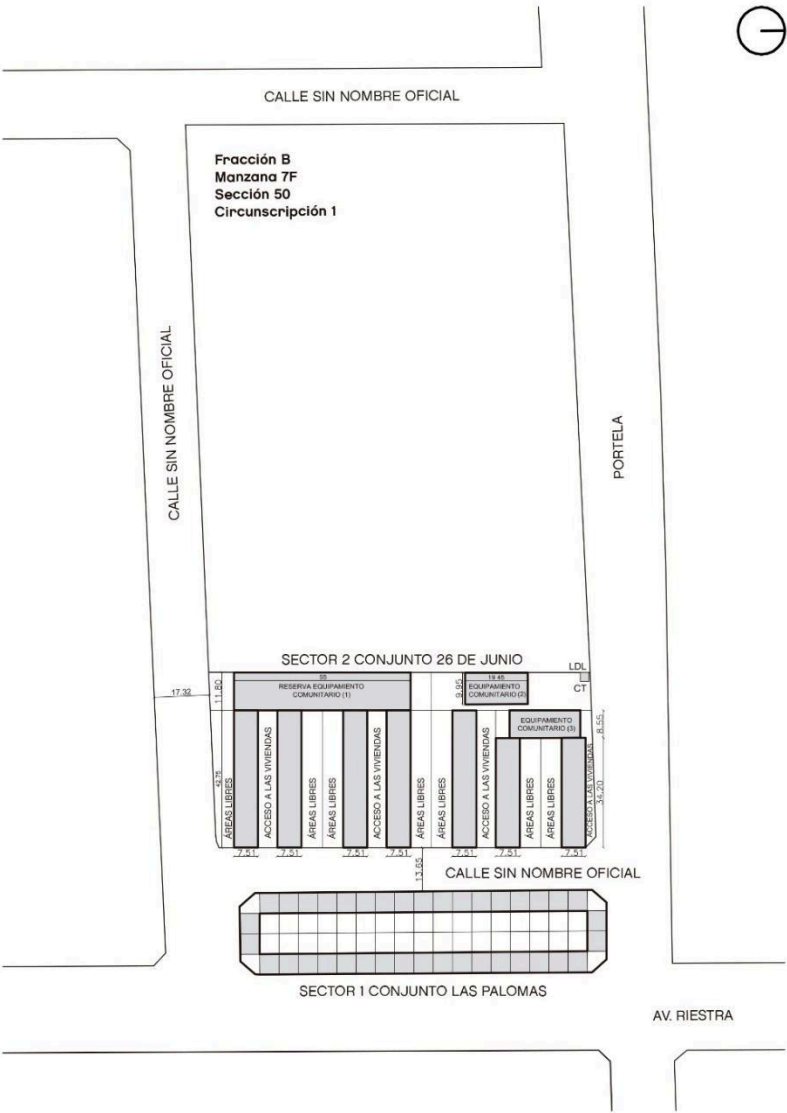 CALLE SIN NOMBRE OFICIAL
Fracción B
Manzana 7F
Sección 50
Circunscripción 1
CALLE SIN NOMBRE OFICIAL
PORTELA
SECTOR 2 CONJUNTO 26 DE JUNIO
LDL
CT
17.32
11.80
55
RESERVA EQUIPAMIENTO
COMUNITARIO (1)
9.95
19.45
EQUIPAMIENTO
COMUNITARIO (2)
EQUIPAMIENTO
COMUNITARIO (3)
8.55
42.75
ÁREAS LIBRES
ACCESO A LAS VIVIENDAS
ÁREAS LIBRES
ÁREAS LIBRES
ACCESO A LAS VIVIENDAS
ÁREAS LIBRES
ÁREAS LIBRES
ACCESO A LAS VIVIENDAS
ÁREAS LIBRES
ÁREAS LIBRES
ACCESO A LAS VIVIENDAS
34.20
7.51
7.51
7.51
7.51
7.51
7.51
7.51
13.65
CALLE SIN NOMBRE OFICIAL
SECTOR 1 CONJUNTO LAS PALOMAS
AV. RIESTRA